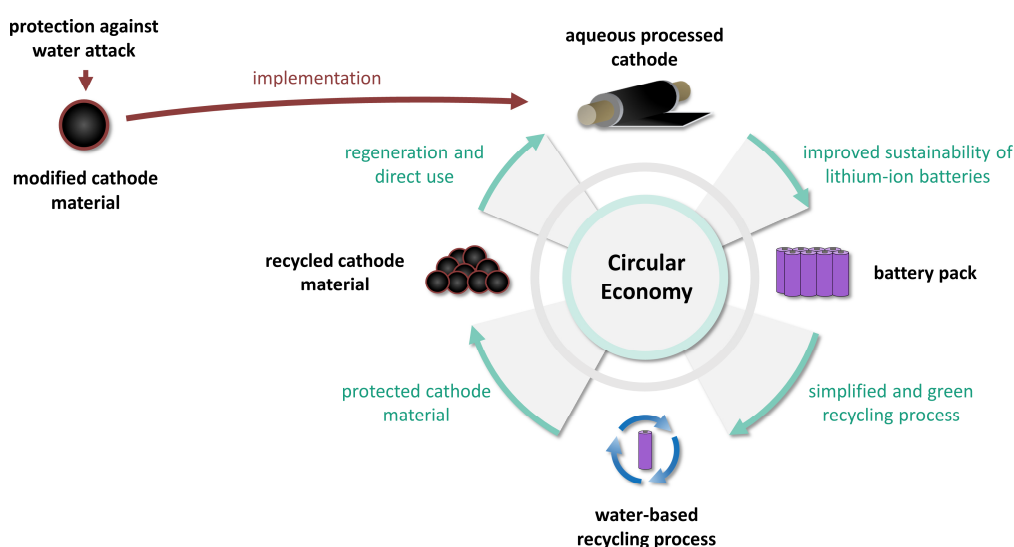 protection against
water attack
implementation
modified cathode
material
aqueous processed
cathode
regeneration and
direct use
improved sustainability of
lithium-ion batteries
recycled cathode
material
Circular
Economy
battery pack
protected cathode
material
simplified and green
recycling process
water-based
recycling process